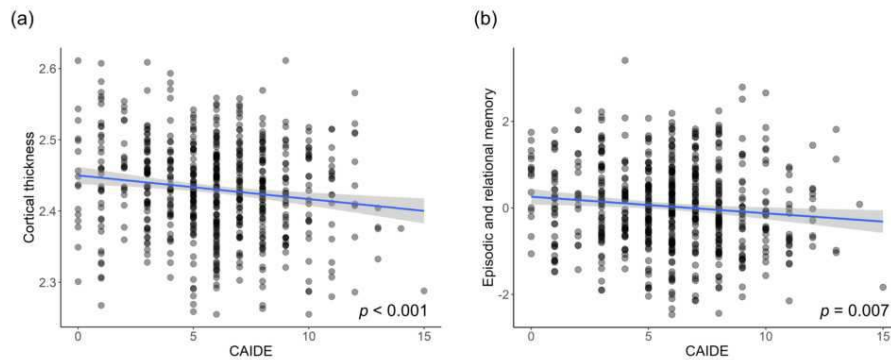 (a)
Cortical thickness
2.6
2.5
2.4
2.3
p < 0.001
0
5
10
15
CAIDE
(b)
Episodic and relational memory
2
0
-2
p = 0.007
0
5
10
15
CAIDE